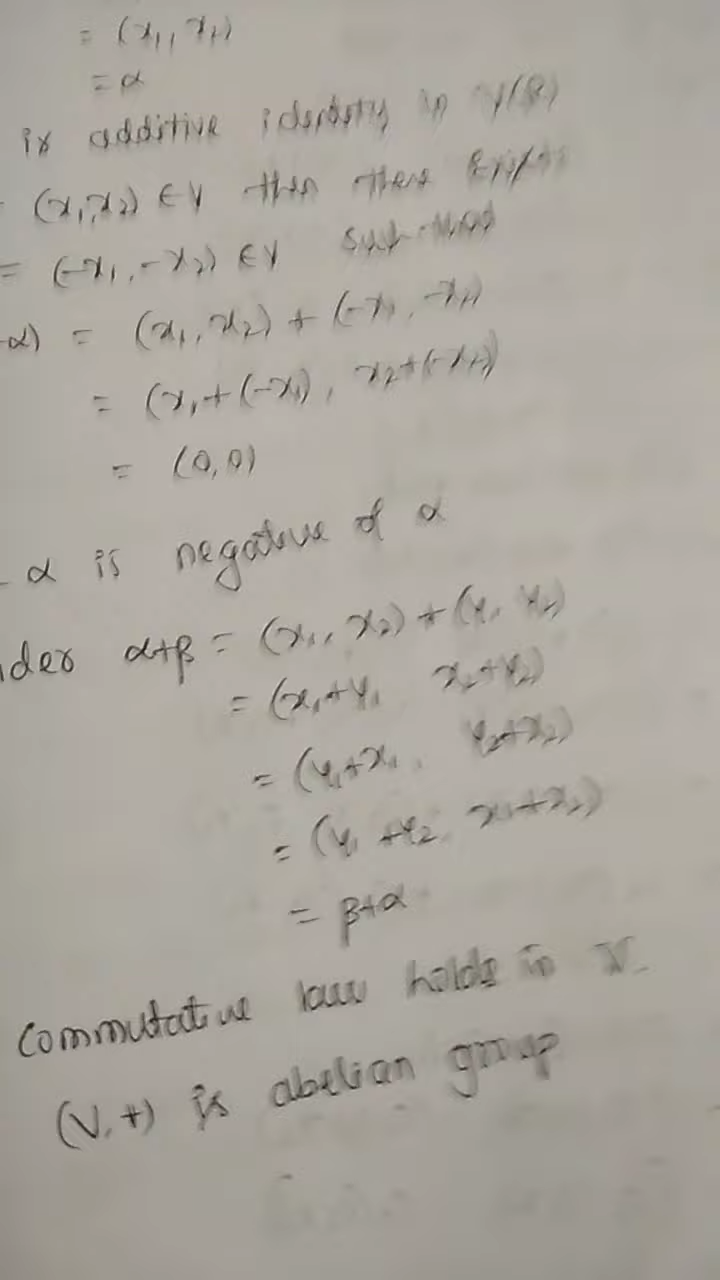 = (x₁, x₂)
= α
is additive identity in V(R)
(x₁, x₂) ∈ V then there exists
= (-x₁, -x₂) ∈ V such that
-α) = (x₁, x₂) + (-x₁, -x₂)
= (x₁+(-x₁), x₂+(-x₂))
= (0,0)
-α is negative of α
ider α+β = (x₁, x₂) + (y₁, y₂)
= (x₁+y₁ x₂+y₂)
= (y₁+x₁, y₂+x₂)
= (y₁+y₂, x₁+x₂)
= β+α
commutative law holds in V.
(V,+) is abelian group